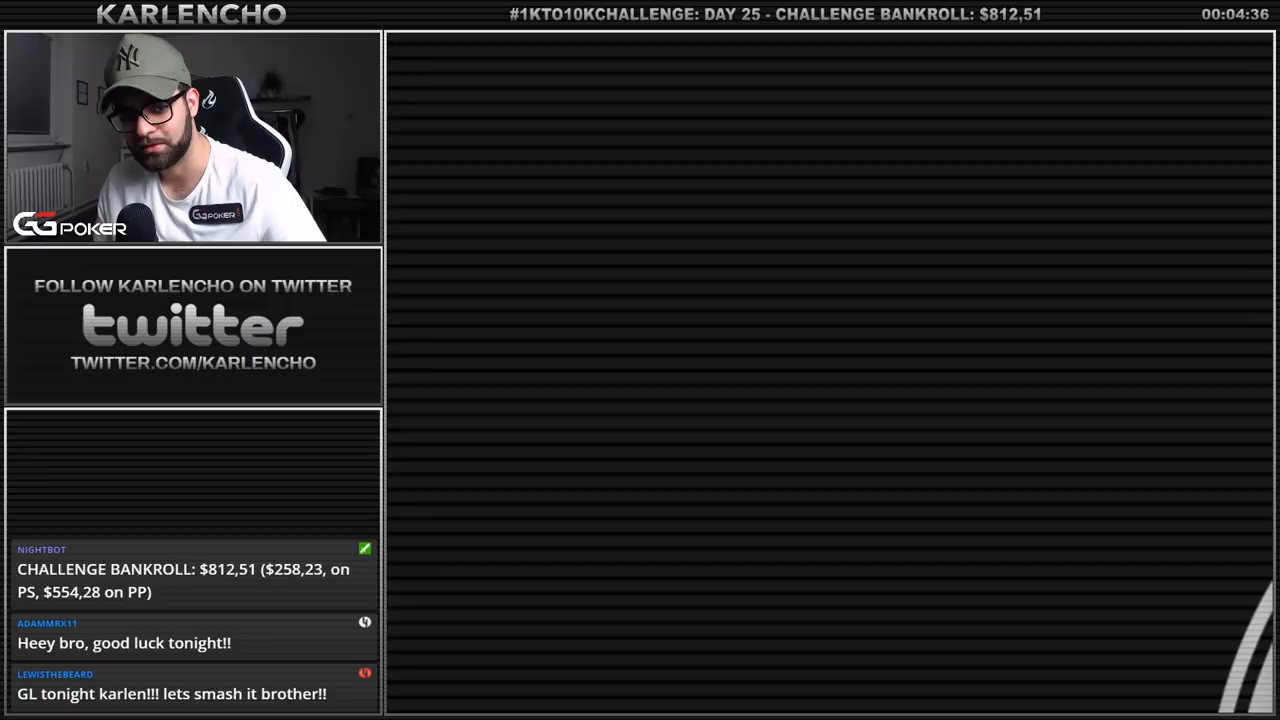 KARLENCHO
#1KTO10KCHALLENGE: DAY 25 - CHALLENGE BANKROLL: $812,51
00:04:36
NY
GGPOKER
GGPOKER
FOLLOW KARLENCHO ON TWITTER
twitter
TWITTER.COM/KARLENCHO
NIGHTBOT
CHALLENGE BANKROLL: $812,51 ($258,23, on
PS, $554,28 on PP)
ADAMMRX11
Heey bro, good luck tonight!!
LEWISTHEBEARD
GL tonight karlen!!! lets smash it brother!!